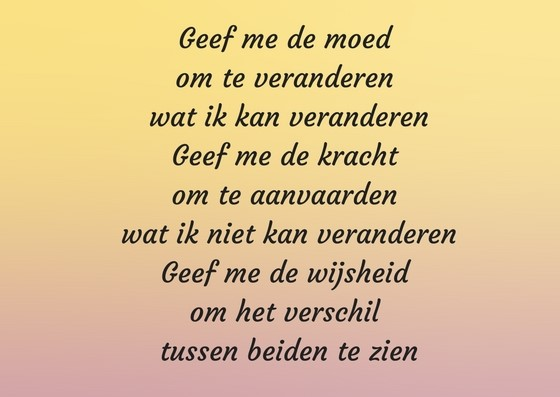 Geef me de moed
om te veranderen
wat ik kan veranderen
Geef me de kracht
om te aanvaarden
wat ik niet kan veranderen
Geef me de wijsheid
om het verschil
tussen beiden te zien